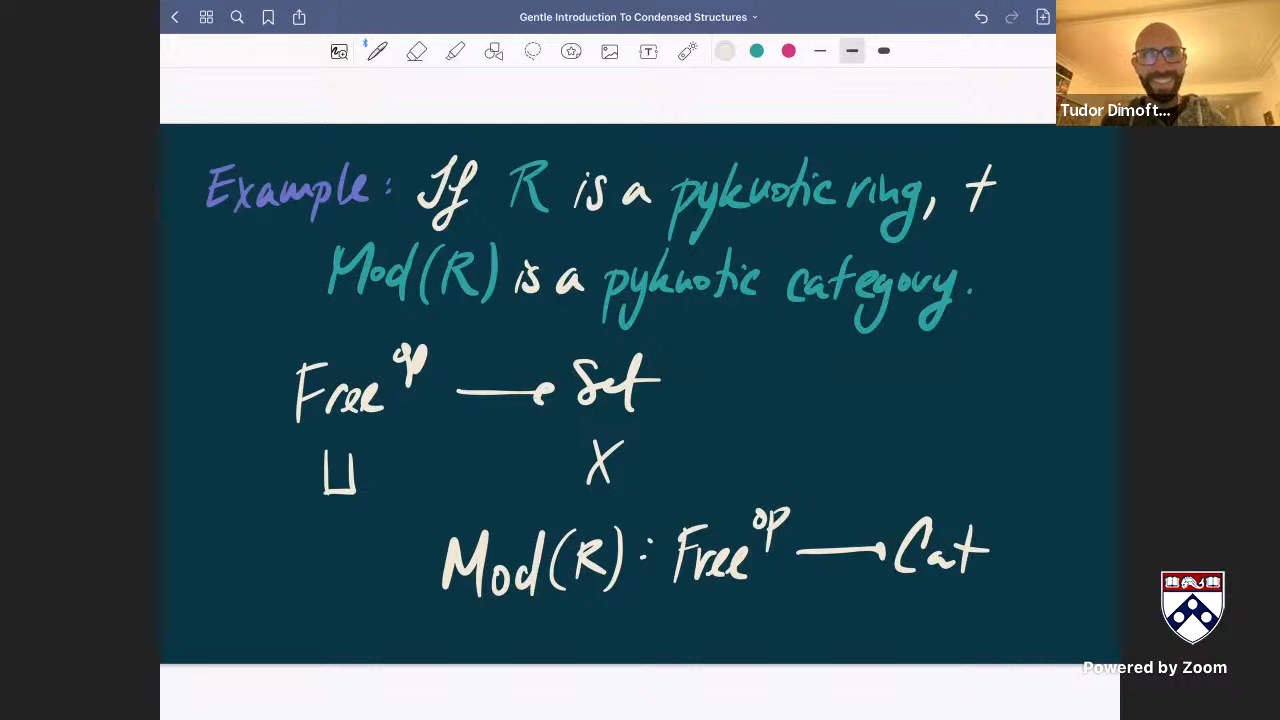 Gentle Introduction To Condensed Structures
Tudor Dimoft...
Example: If R is a pyknotic ring, t
Mod(R) is a pyknotic category.
Free^op → Set
⊔ ×
Mod(R) : Free^op → Cat
Powered by Zoom